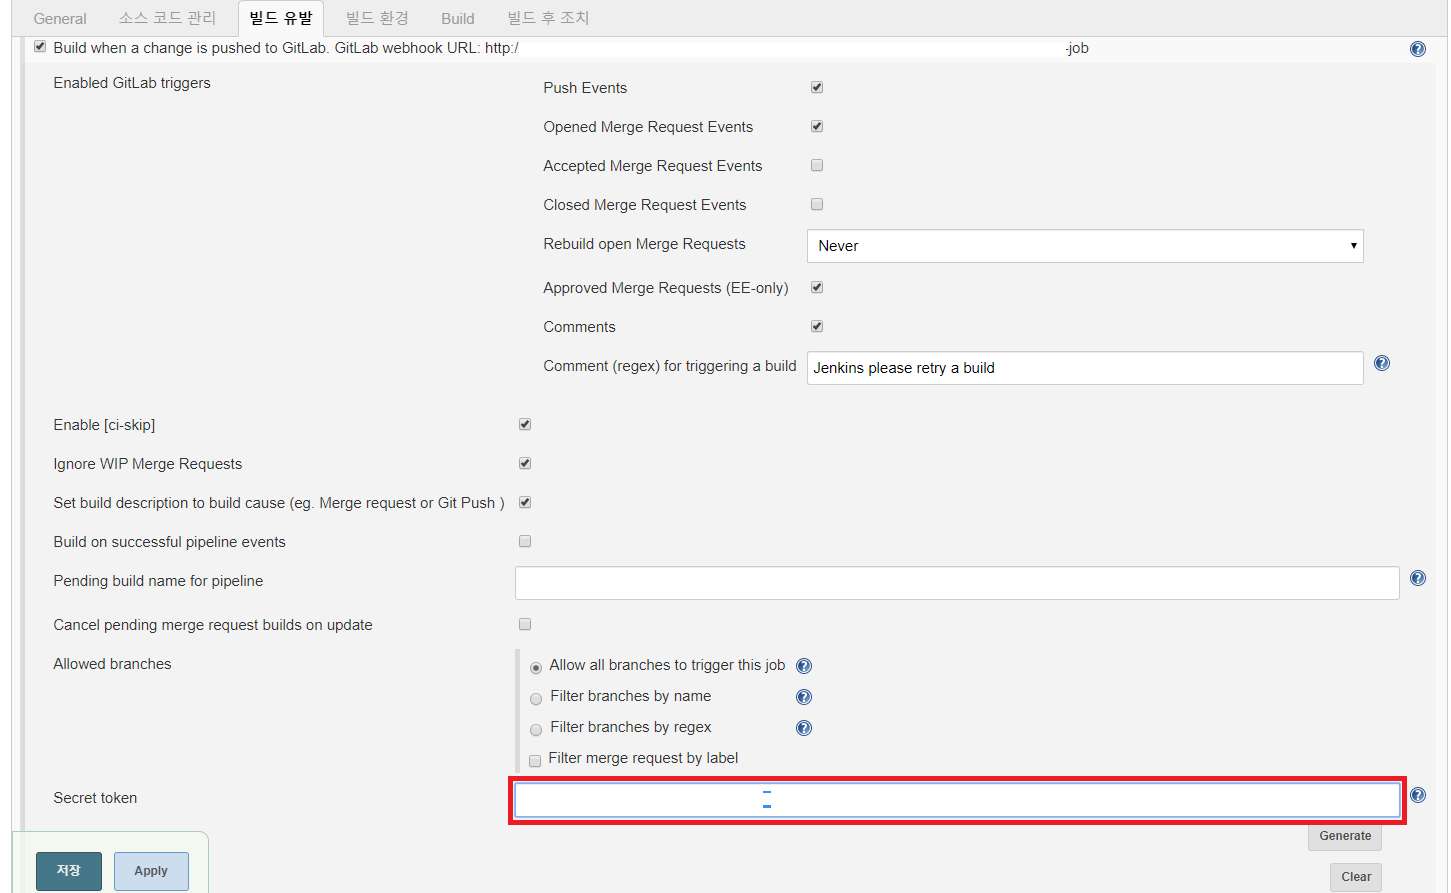 General 소스 코드 관리 빌드 유발 빌드 환경 Build 빌드 후 조치
Build when a change is pushed to GitLab. GitLab webhook URL: http:/ -job
Enabled GitLab triggers
Push Events
Opened Merge Request Events
Accepted Merge Request Events
Closed Merge Request Events
Rebuild open Merge Requests Never
Approved Merge Requests (EE-only)
Comments
Comment (regex) for triggering a build Jenkins please retry a build
Enable [ci-skip]
Ignore WIP Merge Requests
Set build description to build cause (eg. Merge request or Git Push )
Build on successful pipeline events
Pending build name for pipeline
Cancel pending merge request builds on update
Allowed branches
Allow all branches to trigger this job
Filter branches by name
Filter branches by regex
Filter merge request by label
Secret token
Generate
저장 Apply
Clear